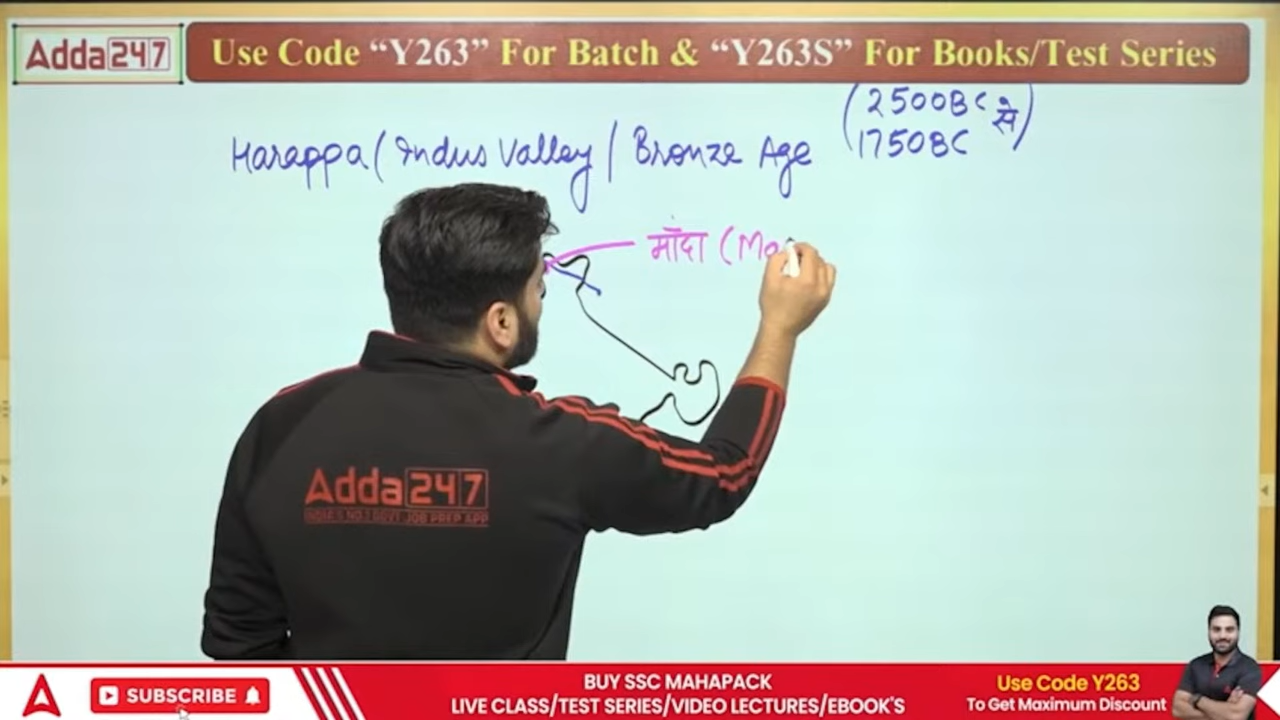 Adda247
Use Code “Y263” For Batch & “Y263S” For Books/Test Series
(2500BC से)
1750BC
Harappa/Indus Valley/Bronze Age
माँदा (Ma
Adda247
INDIA'S NO.1 GOVT. JOB PREP APP
SUBSCRIBE
BUY SSC MAHAPACK
LIVE CLASS/TEST SERIES/VIDEO LECTURES/EBOOK'S
Use Code Y263
To Get Maximum Discount